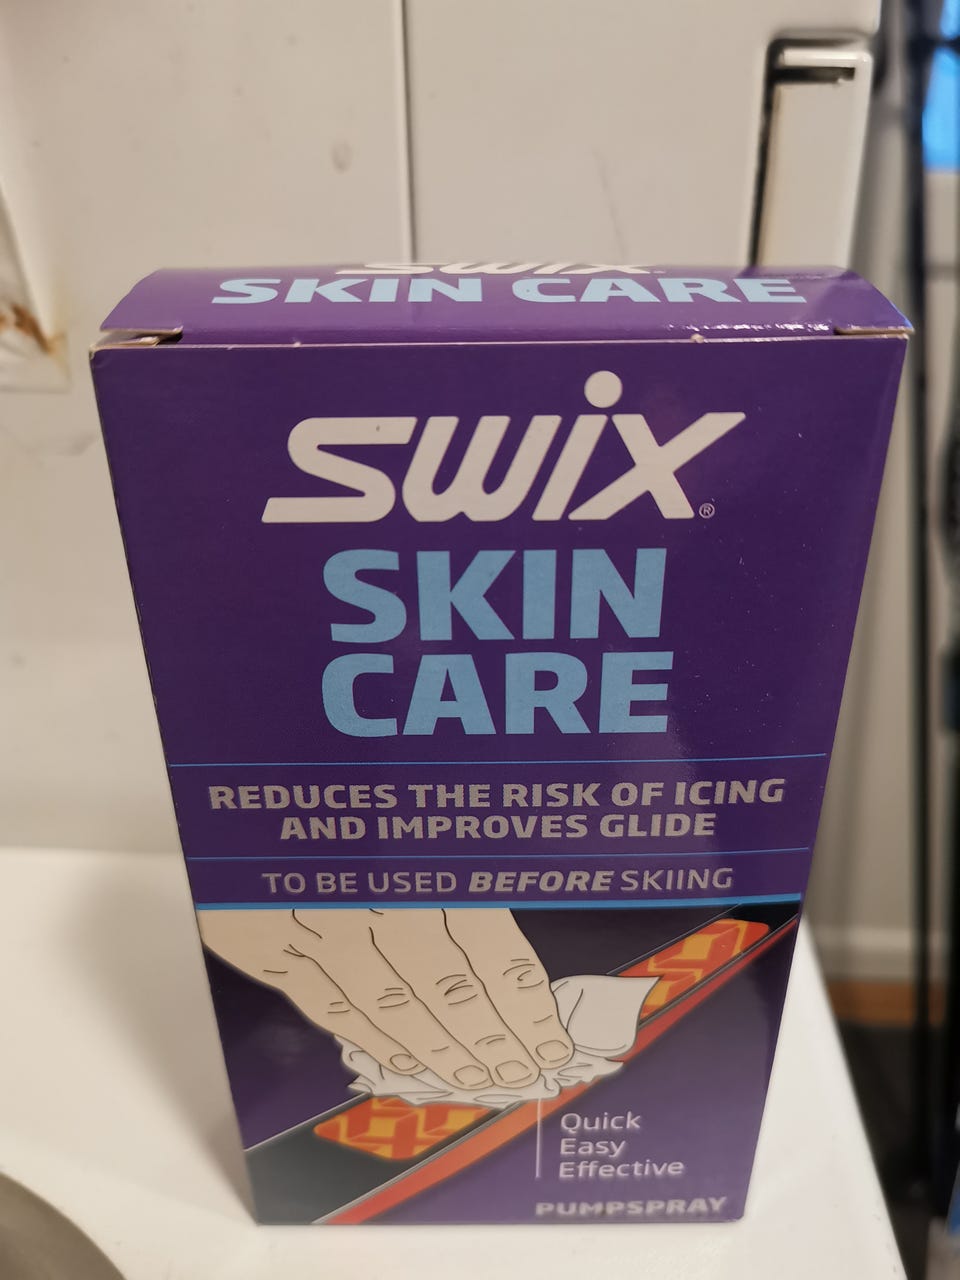 SWIX
SKIN CARE
SWIX®
SKIN
CARE
REDUCES THE RISK OF ICING
AND IMPROVES GLIDE
TO BE USED BEFORE SKIING
Quick
Easy
Effective
PUMPSPRAY